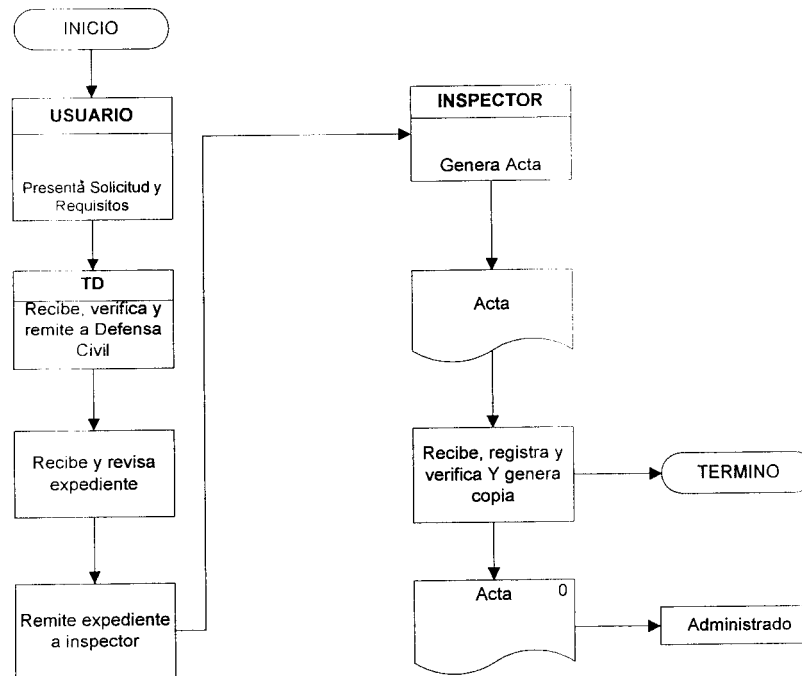 INICIO
USUARIO
Presenta Solicitud y
Requisitos
TD
Recibe, verifica y
remite a Defensa
Civil
Recibe y revisa
expediente
Remite expediente
a inspector
INSPECTOR
Genera Acta
Acta
Recibe, registra y
verifica Y genera
copia
TERMINO
Acta 0
Administrado